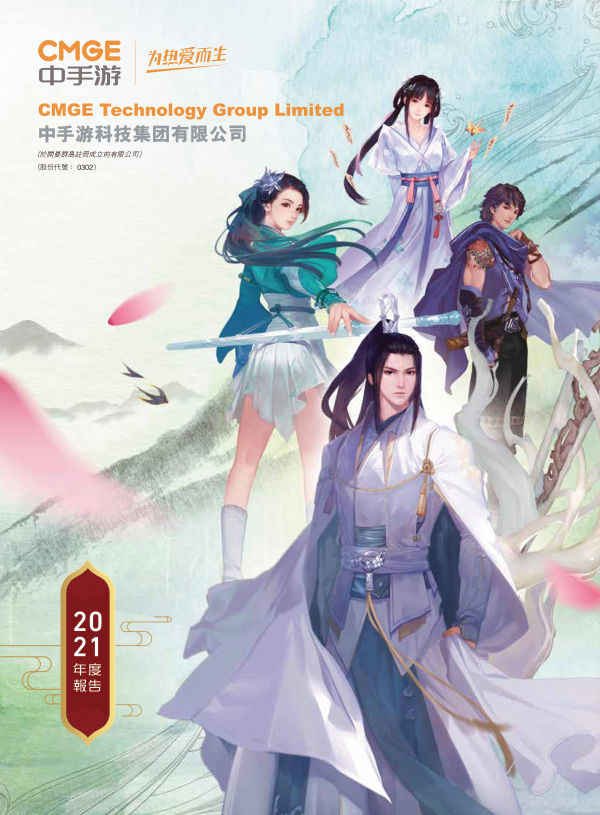 CMGE
中手游
为热爱而生
CMGE Technology Group Limited
中手游科技集团有限公司
(於開曼群島註冊成立的有限公司)
(股份代號：0302)
20
21
年度
報告